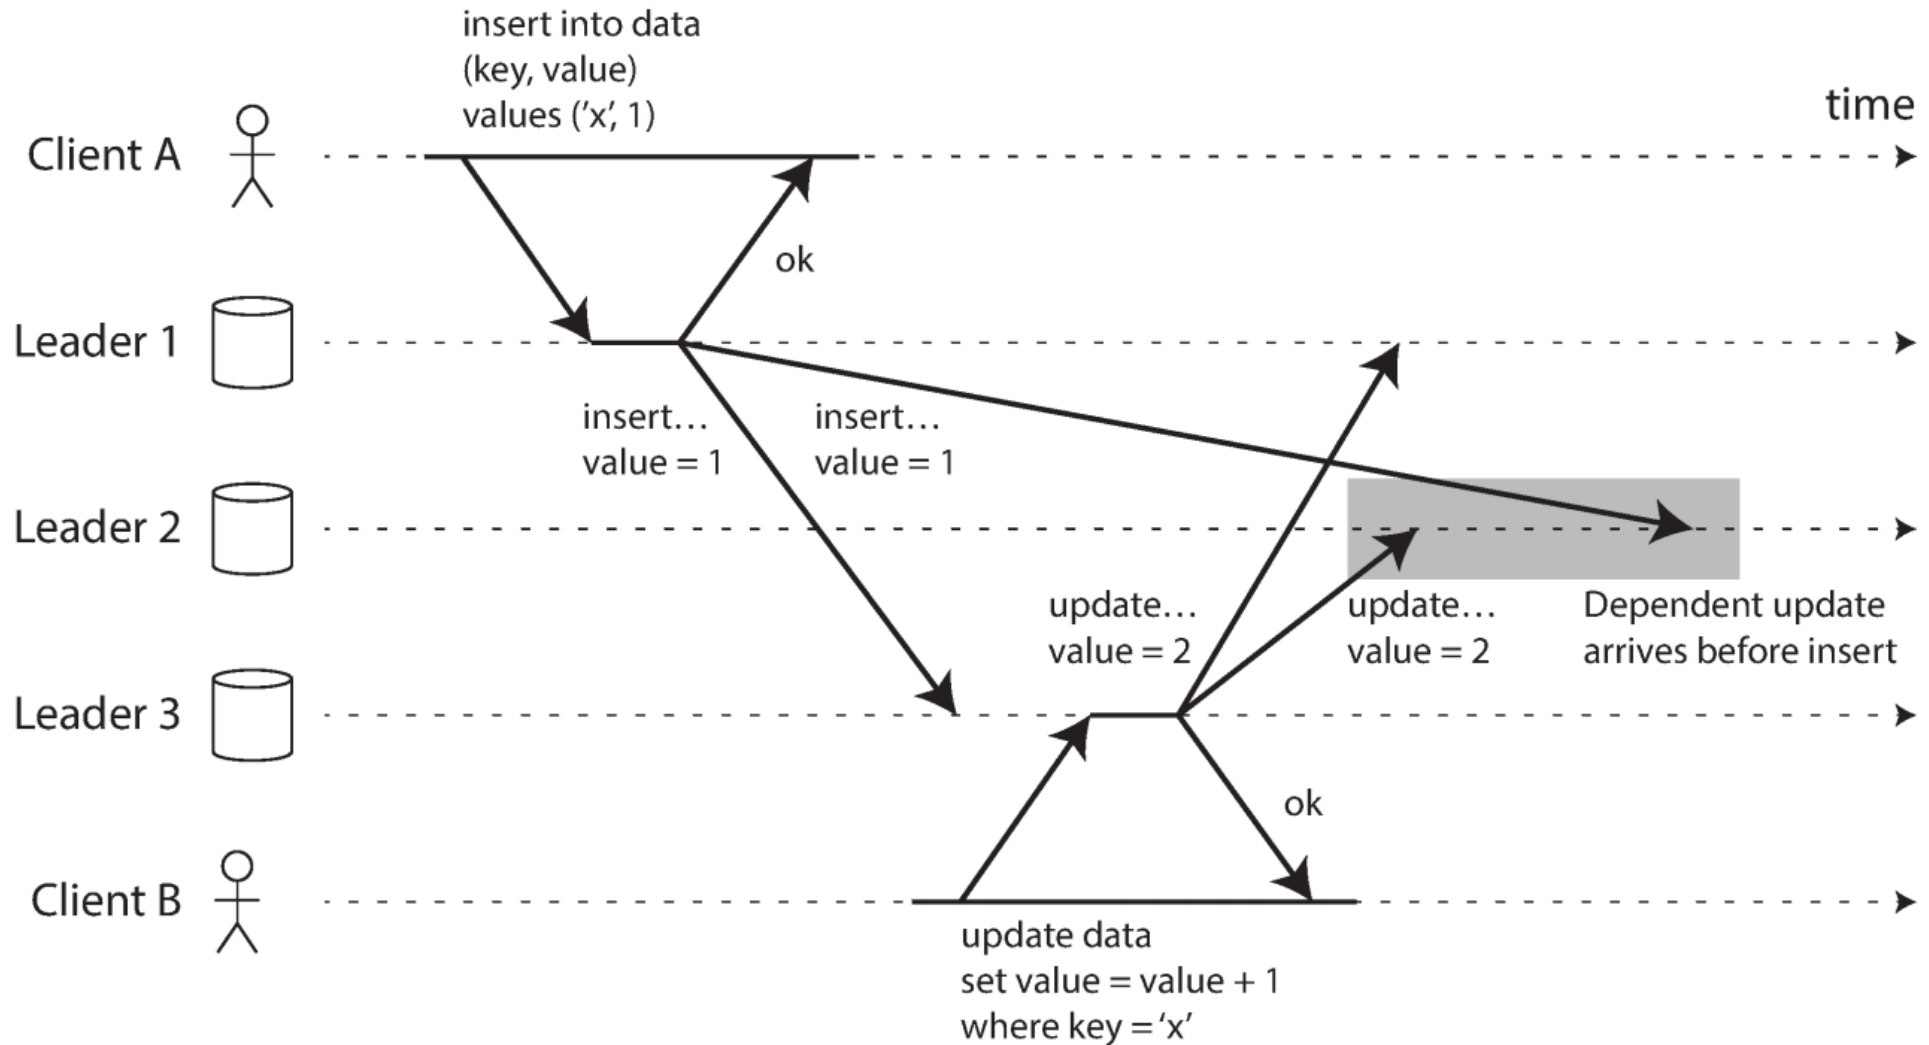 insert into data
(key, value)
values (‘x’, 1)
time
Client A
ok
Leader 1
insert…
value = 1
insert…
value = 1
Leader 2
update…
value = 2
update…
value = 2
Dependent update
arrives before insert
Leader 3
ok
Client B
update data
set value = value + 1
where key = ‘x’